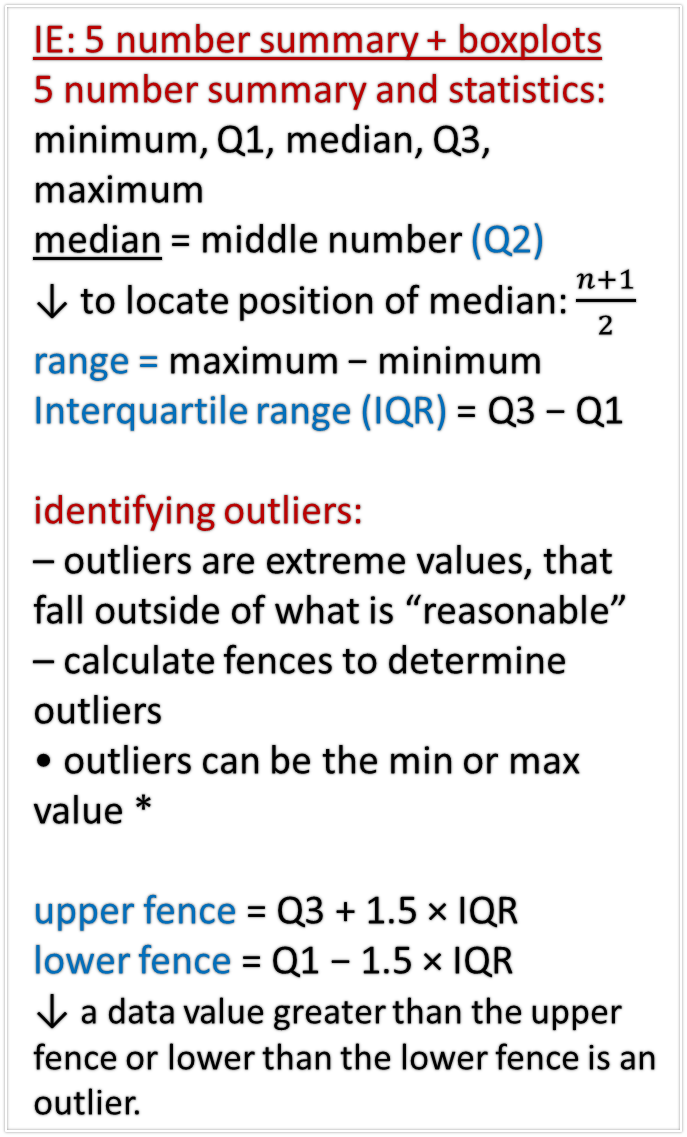 IE: 5 number summary + boxplots
5 number summary and statistics:
minimum, Q1, median, Q3,
maximum
median = middle number (Q2)
↓ to locate position of median: n+1/2
range = maximum − minimum
Interquartile range (IQR) = Q3 − Q1
identifying outliers:
– outliers are extreme values, that
fall outside of what is “reasonable”
– calculate fences to determine
outliers
• outliers can be the min or max
value *
upper fence = Q3 + 1.5 × IQR
lower fence = Q1 − 1.5 × IQR
↓ a data value greater than the upper
fence or lower than the lower fence is an
outlier.